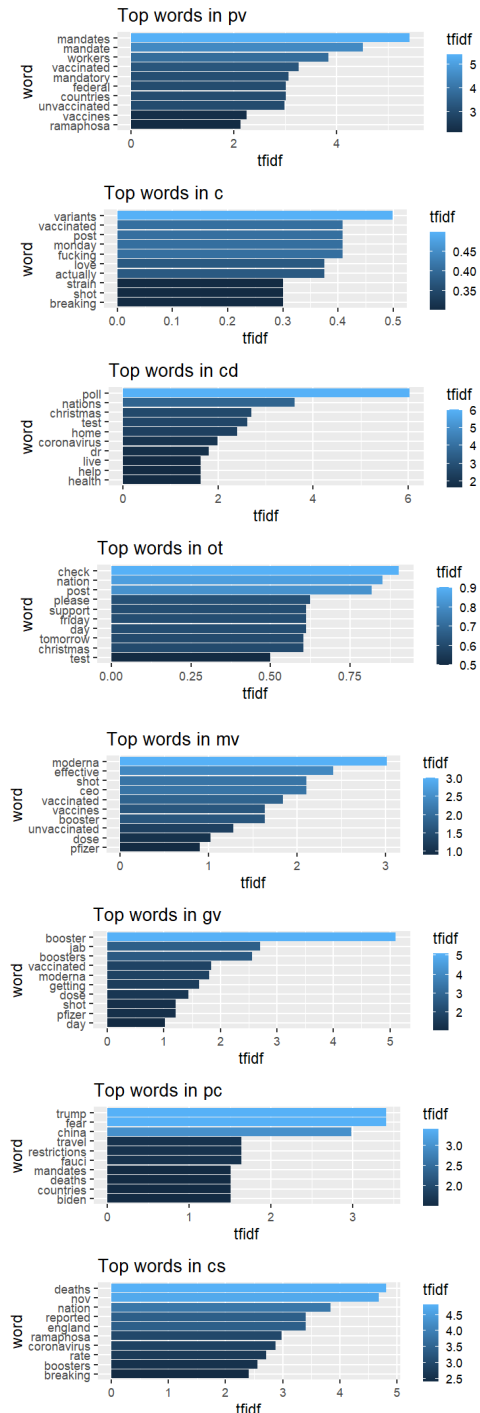 Top words in pv
word
mandates
mandate
workers
vaccinated
mandatory
federal
countries
unvaccinated
vaccines
ramaphosa
0 2 4
tfidf
tfidf
5
4
3
Top words in c
word
variants
vaccinated
post
monday
fucking
love
actually
strain
shot
breaking
0.0 0.1 0.2 0.3 0.4 0.5
tfidf
tfidf
0.45
0.40
0.35
Top words in cd
word
poll
nations
christmas
test
home
coronavirus
dr
live
help
health
0 2 4 6
tfidf
tfidf
6
5
4
3
2
Top words in ot
word
check
nation
post
please
support
friday
day
tomorrow
christmas
test
0.00 0.25 0.50 0.75
tfidf
tfidf
0.9
0.8
0.7
0.6
0.5
Top words in mv
word
moderna
effective
shot
ceo
vaccinated
vaccines
booster
unvaccinated
dose
pfizer
0 1 2 3
tfidf
tfidf
3.0
2.5
2.0
1.5
1.0
Top words in gv
word
booster
jab
boosters
vaccinated
moderna
getting
dose
shot
pfizer
day
0 1 2 3 4 5
tfidf
tfidf
5
4
3
2
Top words in pc
word
trump
fear
china
travel
restrictions
fauci
mandates
deaths
countries
biden
0 1 2 3
tfidf
tfidf
3.0
2.5
2.0
Top words in cs
word
deaths
nov
nation
reported
england
ramaphosa
coronavirus
rate
boosters
breaking
0 1 2 3 4 5
tfidf
tfidf
4.5
4.0
3.5
3.0
2.5